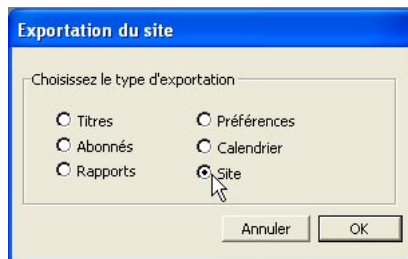 Exportation du site
Choisissez le type d'exportation
Titres Préférences
Abonnés Calendrier
Rapports Site
Annuler OK